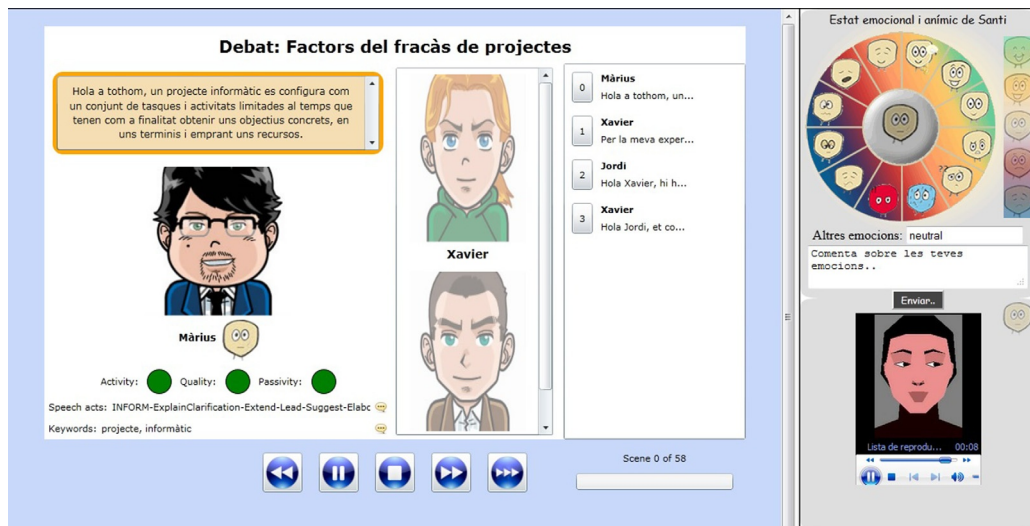 Debat: Factors del fracàs de projectes
Hola a tothom, un projecte informàtic es configura com
un conjunt de tasques i activitats limitades al temps que
tenen com a finalitat obtenir uns objectius concrets, en
uns terminis i emprant uns recursos.
Màrius
Activity:
Quality:
Passivity:
Speech acts: INFORM-ExplainClarification-Extend-Lead-Suggest-Elabc
Keywords: projecte, informàtic
Xavier
0
Màrius
Hola a tothom, un...
1
Xavier
Per la meva exper...
2
Jordi
Hola Xavier, hi h...
3
Xavier
Hola Jordi, et co...
Scene 0 of 58
Estat emocional i anímic de Santi
??
Altres emocions: neutral
Comenta sobre les teves
emocions..
Enviar..
Lista de reprodu...
00:08